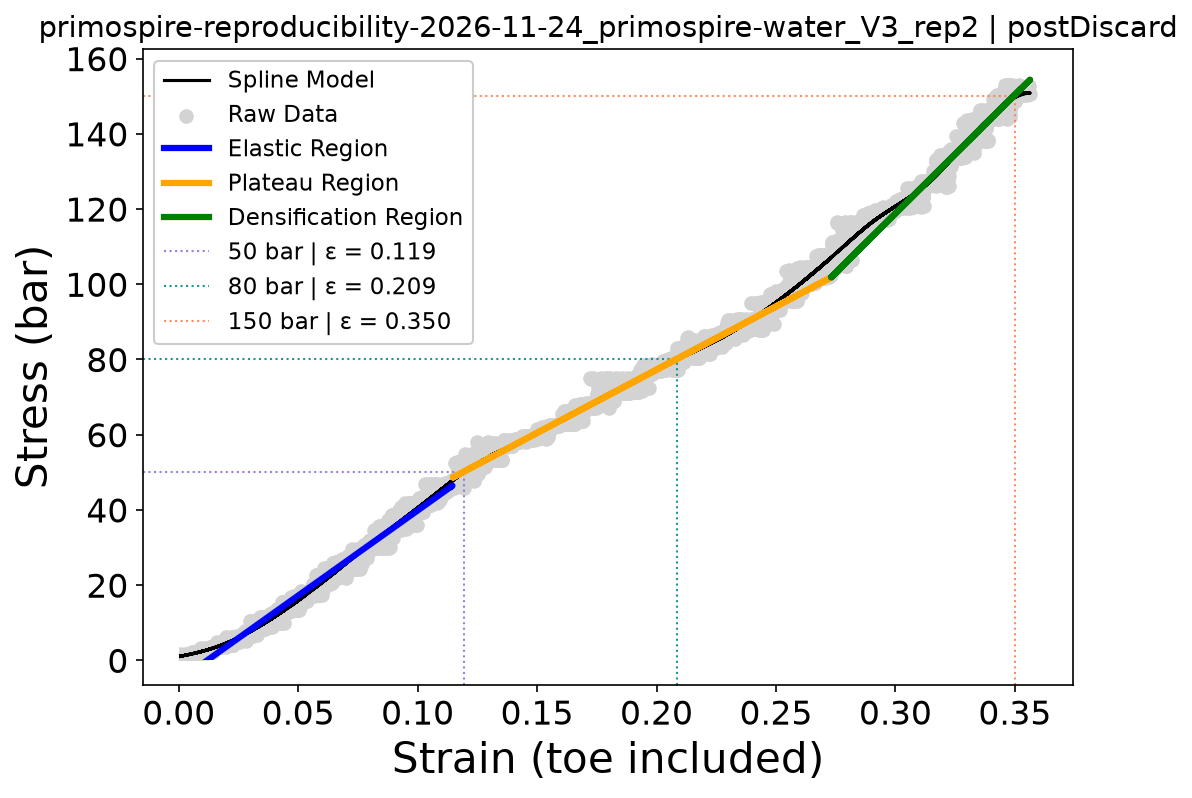 primospire-reproducibility-2026-11-24_primospire-water_V3_rep2 | postDiscard
Stress (bar)
160
140
120
100
80
60
40
20
0
Spline Model
Raw Data
Elastic Region
Plateau Region
Densification Region
50 bar | ε = 0.119
80 bar | ε = 0.209
150 bar | ε = 0.350
0.00 0.05 0.10 0.15 0.20 0.25 0.30 0.35
Strain (toe included)